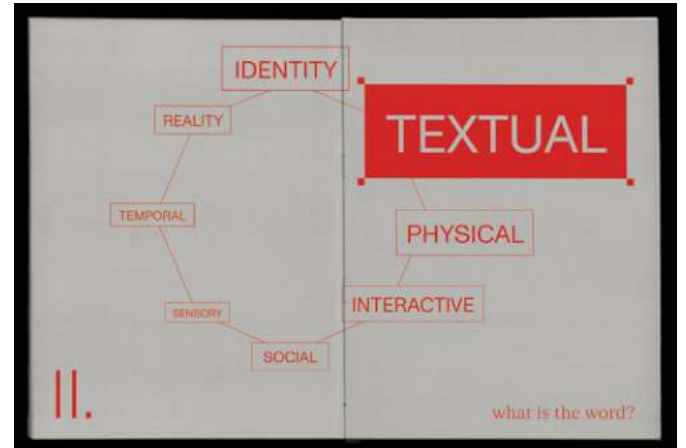 IDENTITY
TEXTUAL
REALITY
TEMPORAL
PHYSICAL
SENSORY
INTERACTIVE
SOCIAL
II.
what is the word?